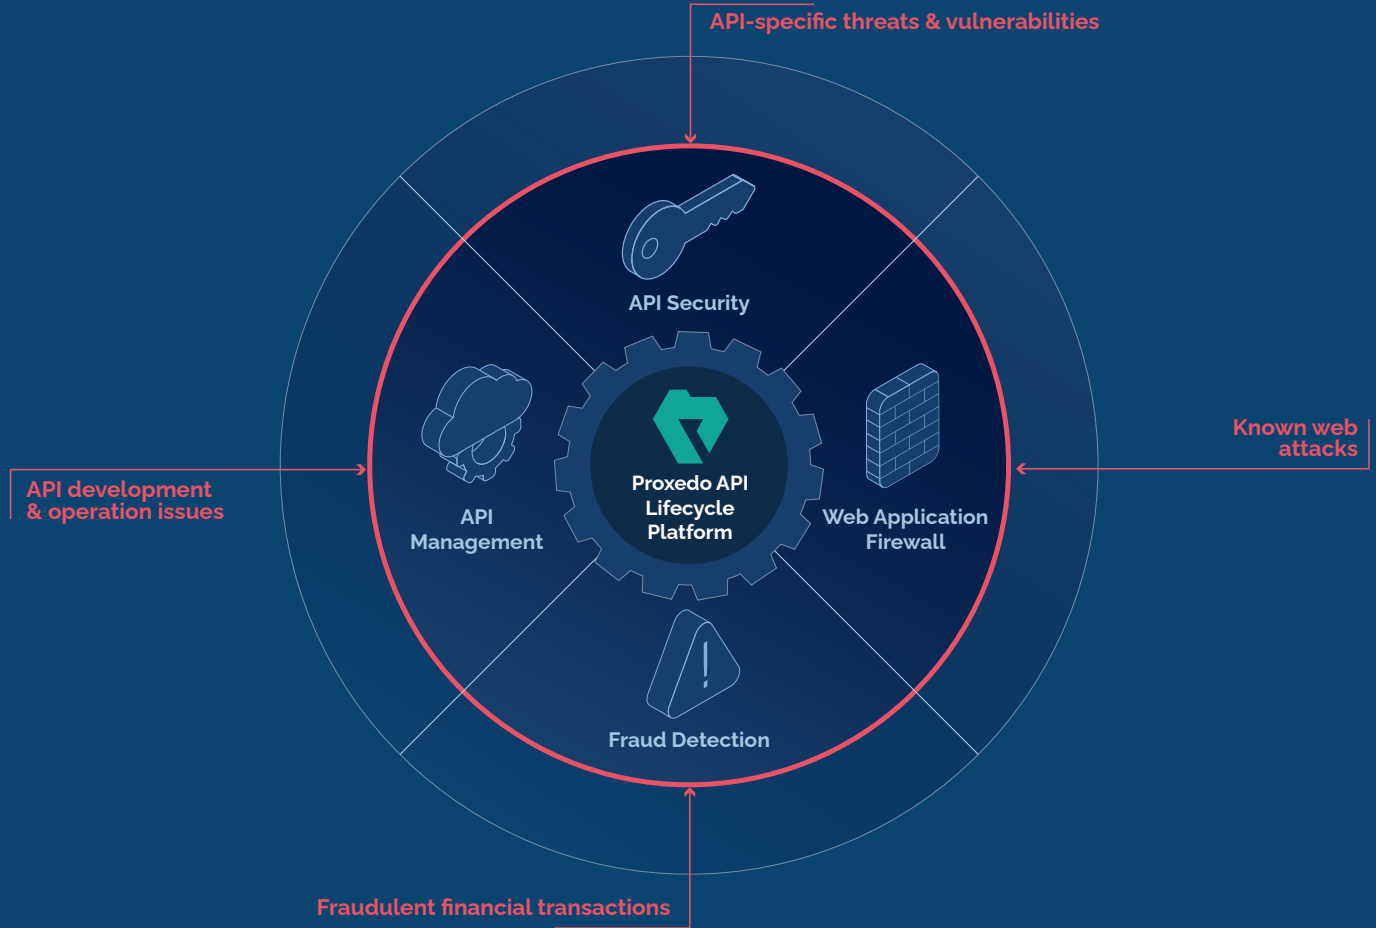 API-specific threats & vulnerabilities
API Security
Known web
attacks
Proxedo API
Lifecycle
Platform
API development
& operation issues
API
Management
Web Application
Firewall
Fraud Detection
Fraudulent financial transactions